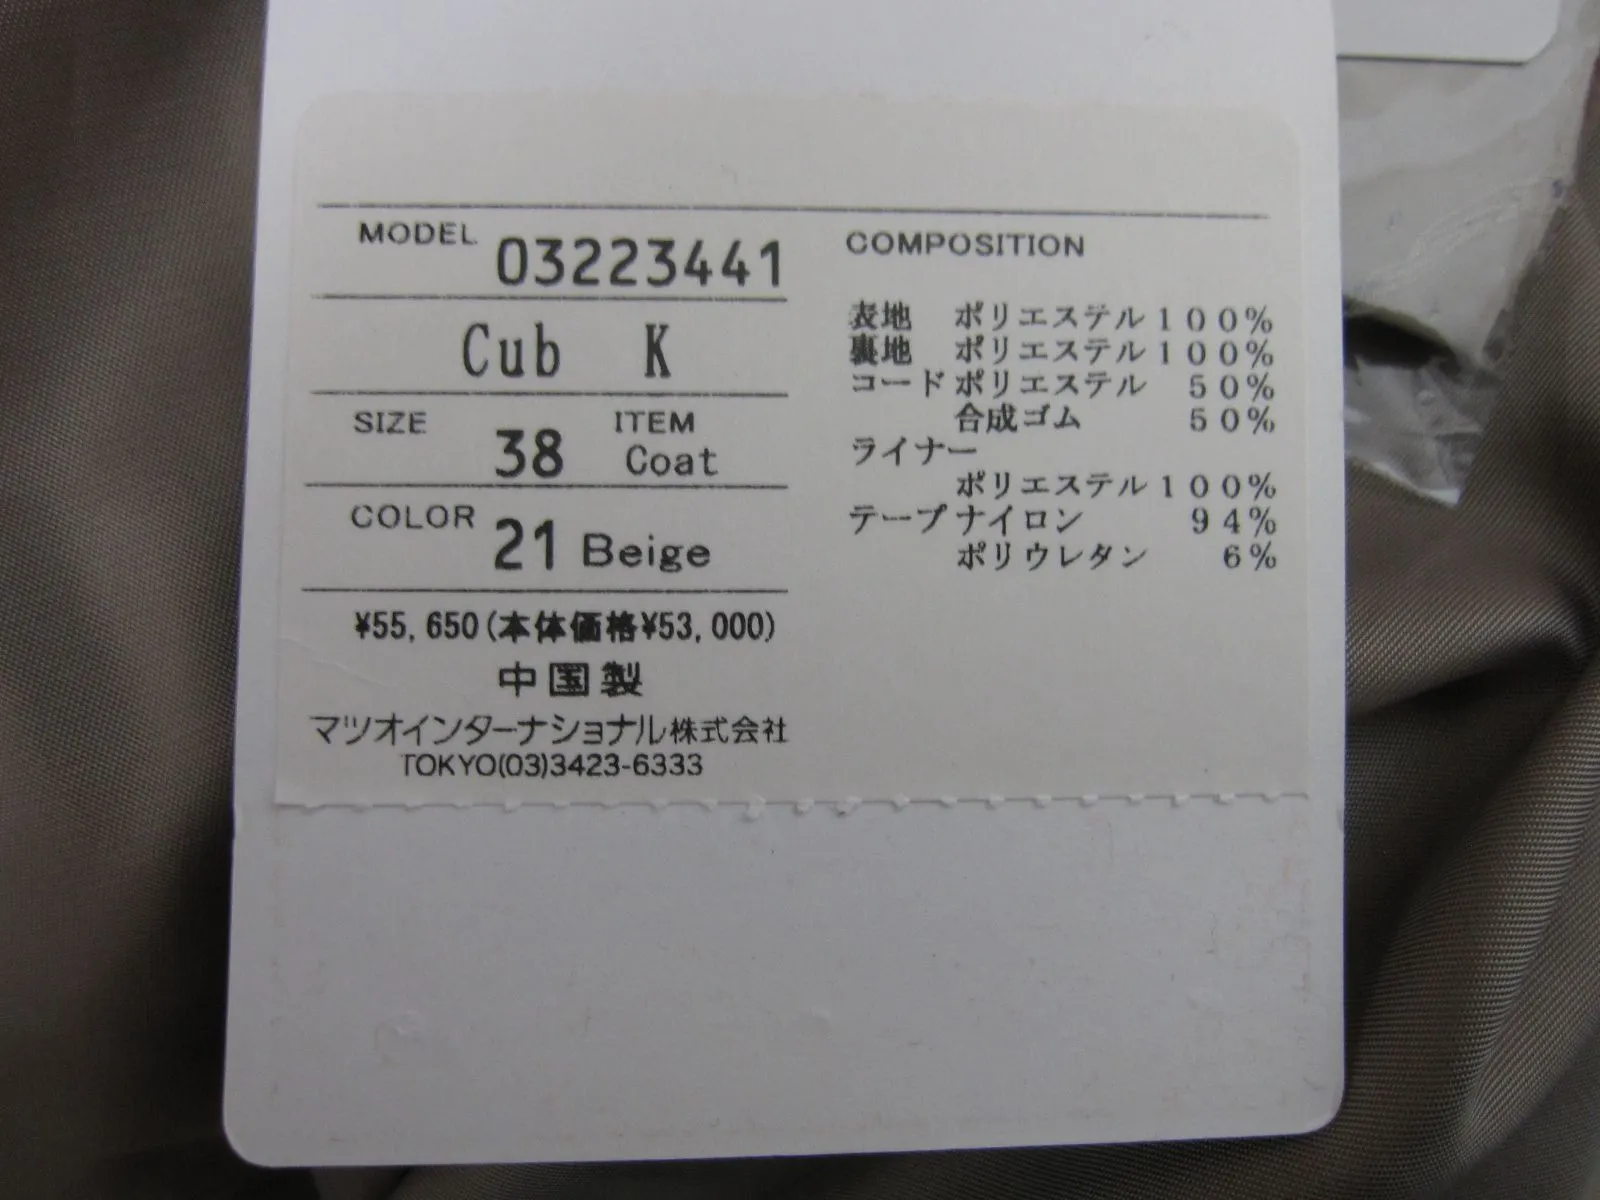 MODEL 03223441
Cub K
SIZE 38 ITEM Coat
COLOR 21 Beige
¥55,650(本体価格¥53,000)
中国製
マツオインターナショナル株式会社
TOKYO(03)3423-6333
COMPOSITION
表地 ポリエステル100%
裏地 ポリエステル100%
コード ポリエステル 50%
合成ゴム 50%
ライナー
ポリエステル100%
テープ ナイロン 94%
ポリウレタン 6%